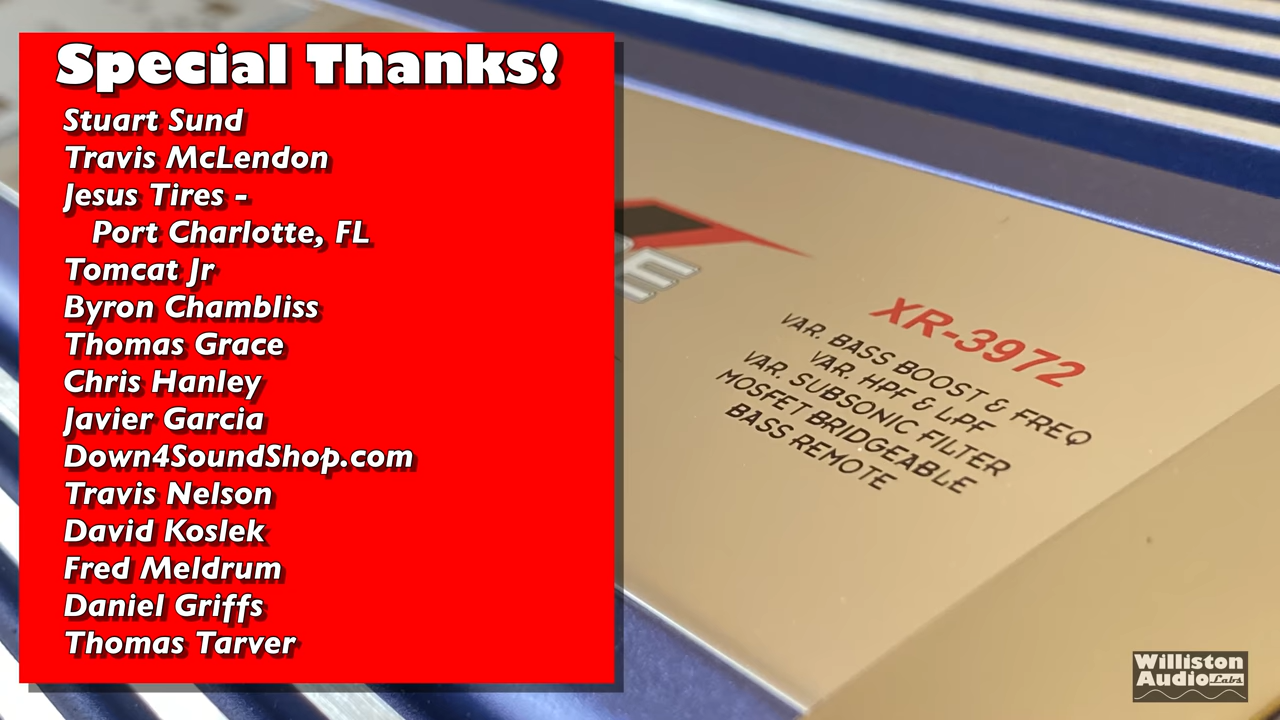 Special Thanks!
Stuart Sund
Travis McLendon
Jesus Tires -
Port Charlotte, FL
Tomcat Jr
Byron Chambliss
Thomas Grace
Chris Hanley
Javier Garcia
Down4SoundShop.com
Travis Nelson
David Koslek
Fred Meldrum
Daniel Griffs
Thomas Tarver
XR-3972
VAR. BASS BOOST & FREQ
VAR. HPF & LPF
VAR. SUBSONIC FILTER
MOSFET BRIDGEABLE
BASS REMOTE
Williston
Audio Labs